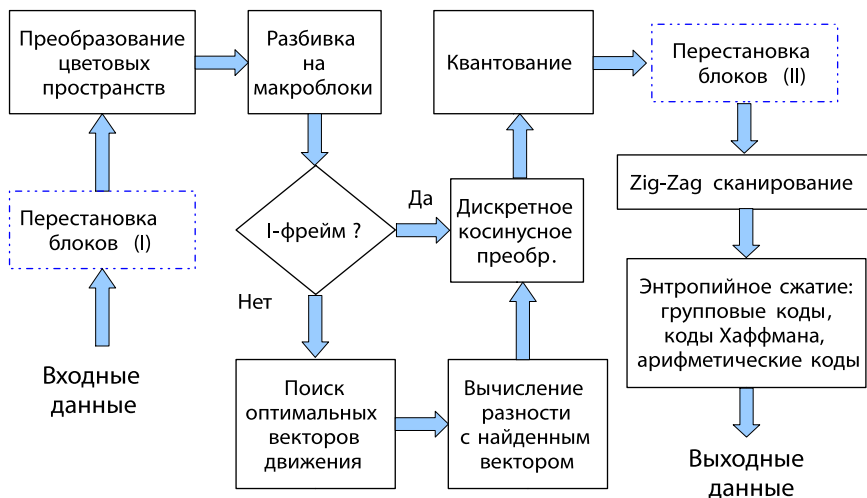 Преобразование
цветовых
пространств
Разбивка
на
макроблоки
Квантование
Перестановка
блоков (II)
Перестановка
блоков (I)
I-фрейм ?
Да
Нет
Дискретное
косинусное
преобр.
Zig-Zag сканирование
Энтропийное сжатие:
групповые коды,
коды Хаффмана,
арифметические коды
Входные
данные
Поиск
оптимальных
векторов
движения
Вычисление
разности
с найденным
вектором
Выходные
данные